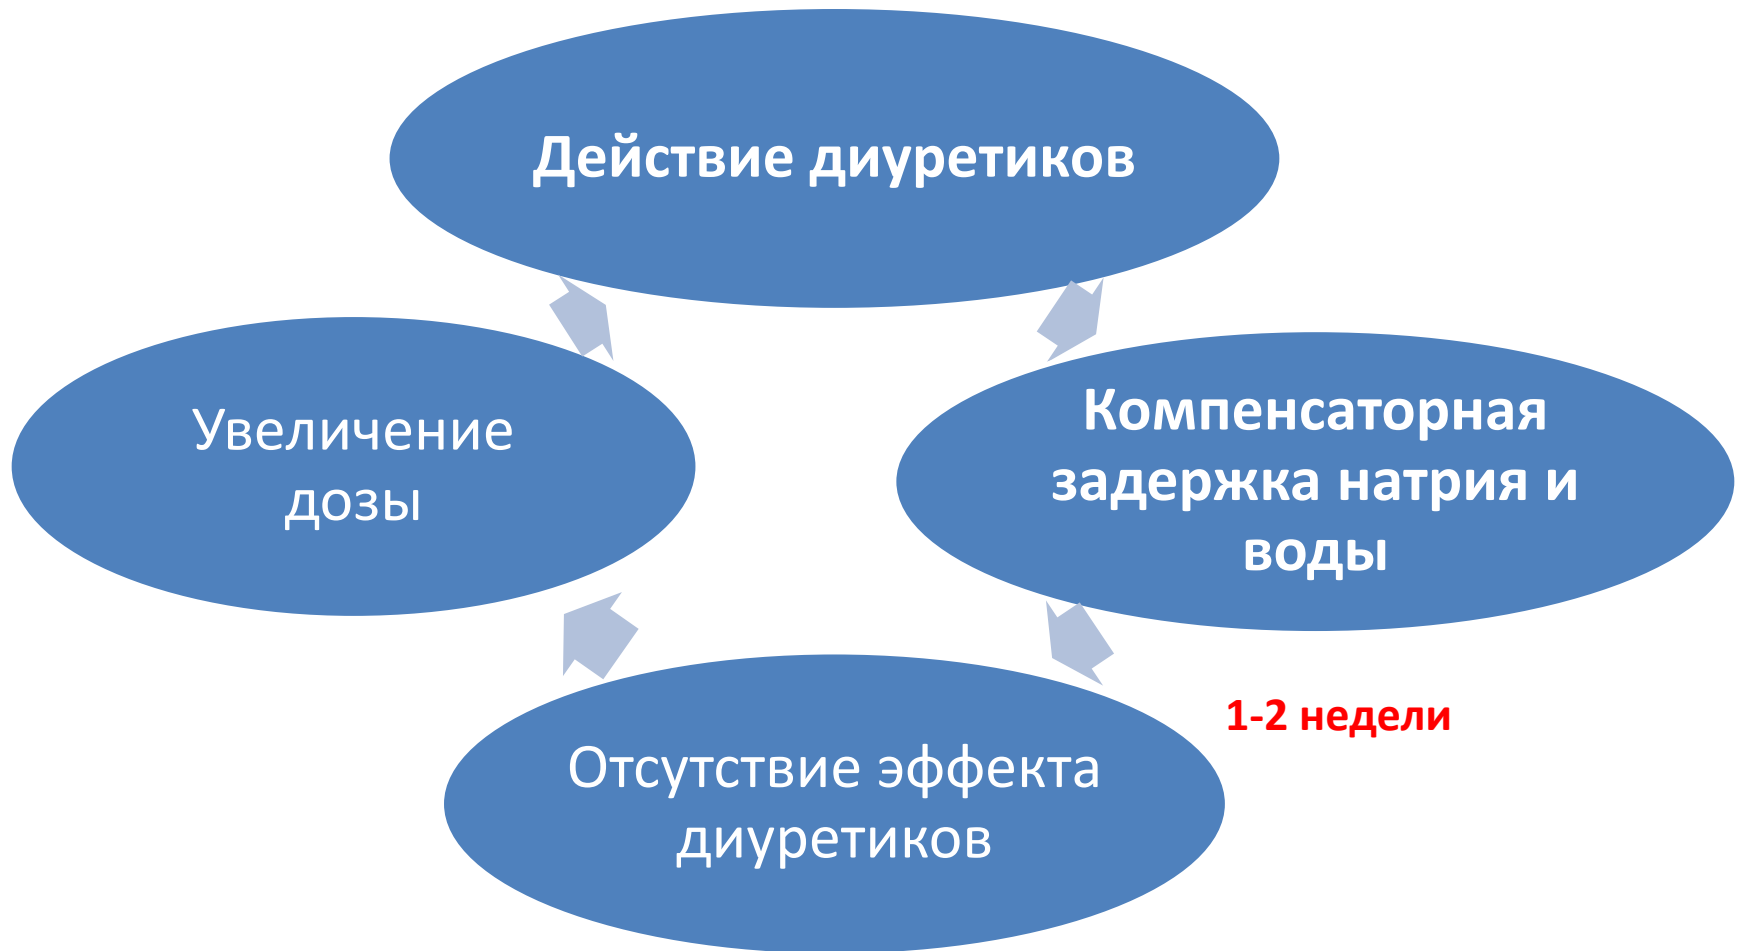 Действие диуретиков
Увеличение
дозы
Компенсаторная
задержка натрия и
воды
1-2 недели
Отсутствие эффекта
диуретиков